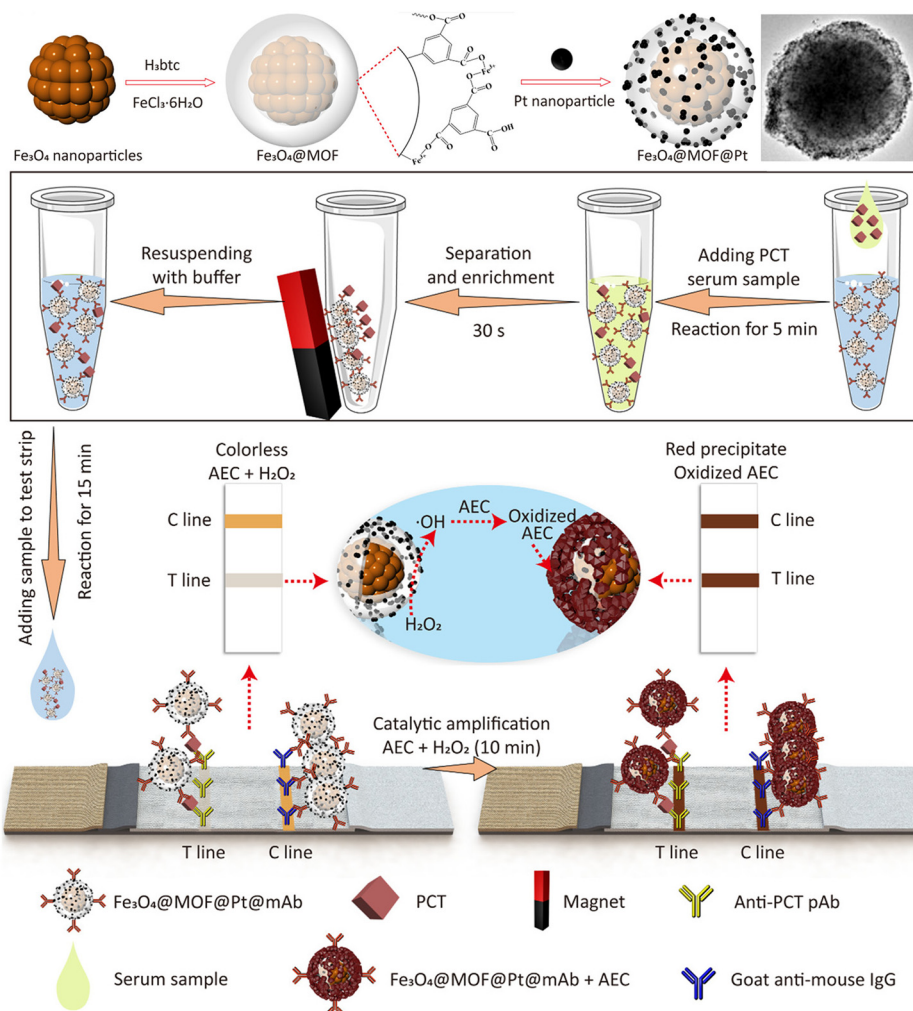 H₃btc
FeCl₃·6H₂O
Fe₃O₄ nanoparticles
Fe₃O₄@MOF
O
C
O
C
O
O
Fe³⁺
O
O
C
O
C
OH
O
C
O
Fe³⁺
Pt nanoparticle
Fe₃O₄@MOF@Pt
Resuspending
with buffer
Separation
and enrichment
30 s
Adding PCT
serum sample
Reaction for 5 min
Adding sample to test strip
Reaction for 15 min
Colorless
AEC + H₂O₂
C line
T line
·OH
AEC
Oxidized
AEC
H₂O₂
Red precipitate
Oxidized AEC
C line
T line
Catalytic amplification
AEC + H₂O₂ (10 min)
T line
C line
T line
C line
Fe₃O₄@MOF@Pt@mAb
PCT
Magnet
Anti-PCT pAb
Serum sample
Fe₃O₄@MOF@Pt@mAb + AEC
Goat anti-mouse IgG